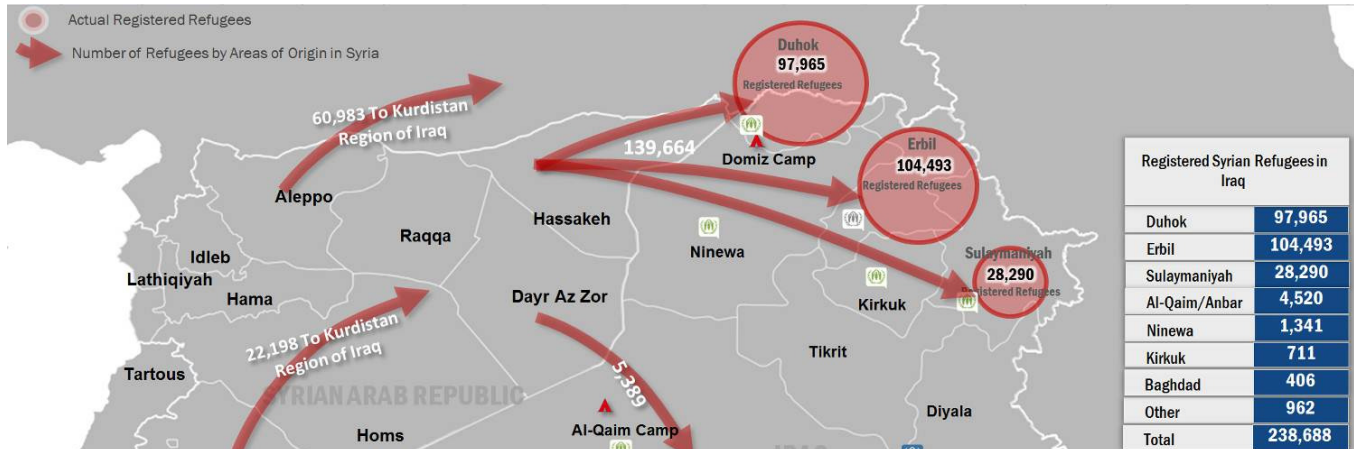 Actual Registered Refugees
Number of Refugees by Areas of Origin in Syria
60,983 To Kurdistan
Region of Iraq
Aleppo
Idleb
Lathiqiyah
Hama
Raqqa
Hassakeh
Dayr Az Zor
22,198 To Kurdistan
Region of Iraq
Tartous
SYRIAN ARAB REPUBLIC
Homs
139,664
5,389
Al-Qaim Camp
Duhok
97,965
Registered Refugees
Domiz Camp
Erbil
104,493
Registered Refugees
Ninewa
Sulaymaniyah
28,290
Registered Refugees
Kirkuk
Tikrit
Diyala
IRAQ
Registered Syrian Refugees in
Iraq
Duhok 97,965
Erbil 104,493
Sulaymaniyah 28,290
Al-Qaim/Anbar 4,520
Ninewa 1,341
Kirkuk 711
Baghdad 406
Other 962
Total 238,688